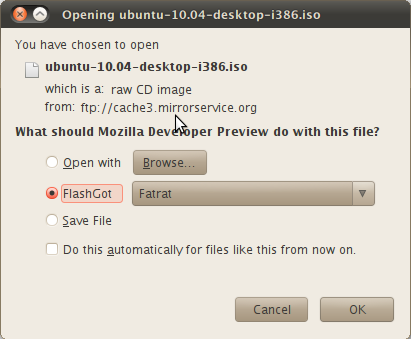 Opening ubuntu-10.04-desktop-i386.iso
You have chosen to open
ubuntu-10.04-desktop-i386.iso
which is a: raw CD image
from: ftp://cache3.mirrorservice.org
What should Mozilla Developer Preview do with this file?
Open with Browse...
FlashGot Fatrat
Save File
Do this automatically for files like this from now on.
Cancel OK